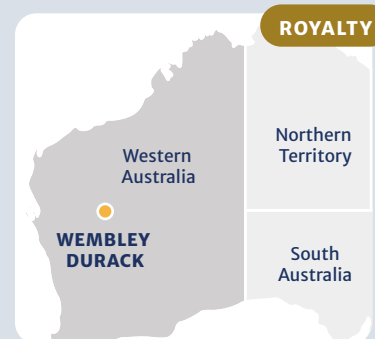 ROYALTY
Northern
Territory
Western
Australia
WEMBLEY
DURACK
South
Australia